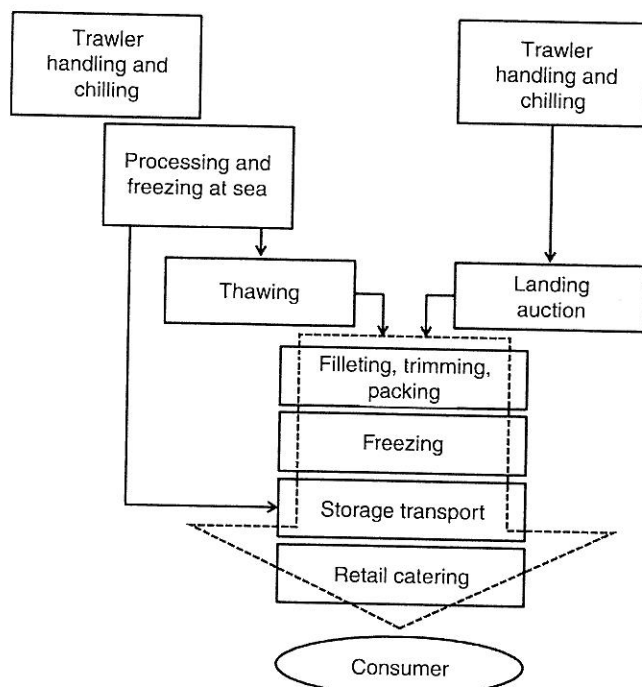 Trawler
handling and
chilling
Trawler
handling and
chilling
Processing and
freezing at sea
Thawing
Landing
auction
Filleting, trimming,
packing
Freezing
Storage transport
Retail catering
Consumer